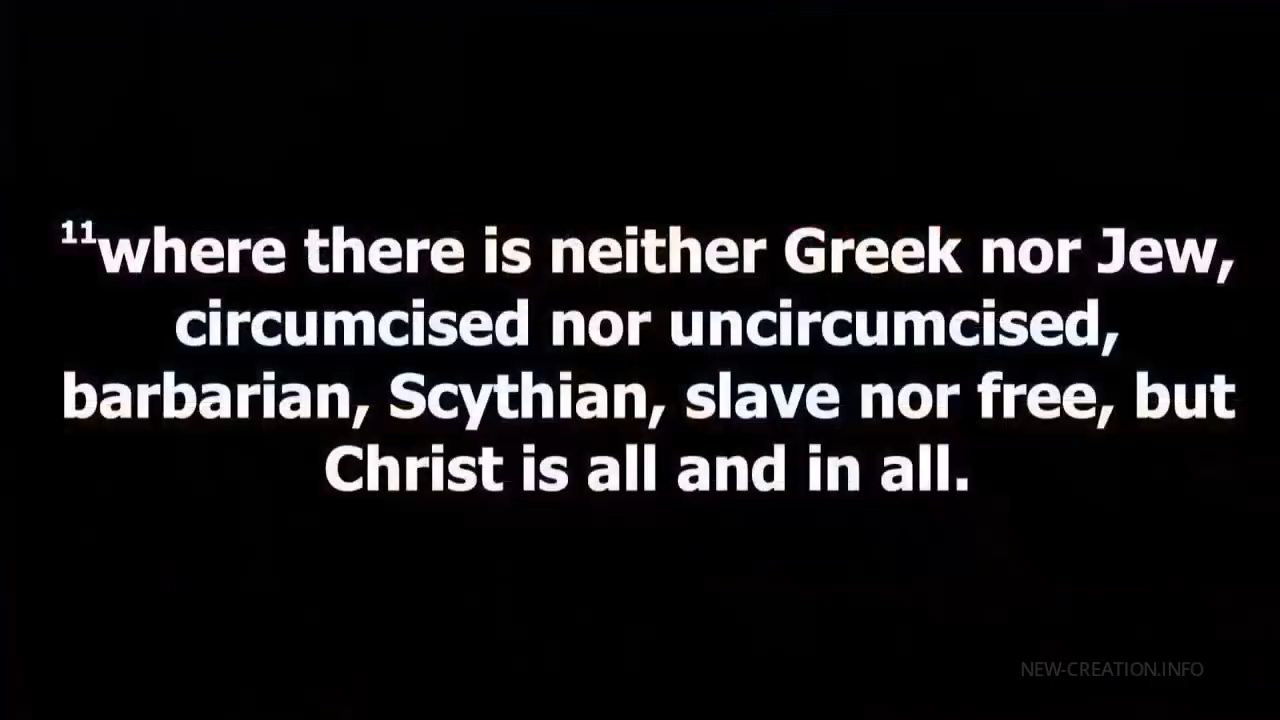 ¹¹where there is neither Greek nor Jew,
circumcised nor uncircumcised,
barbarian, Scythian, slave nor free, but
Christ is all and in all.
NEW-CREATION.INFO